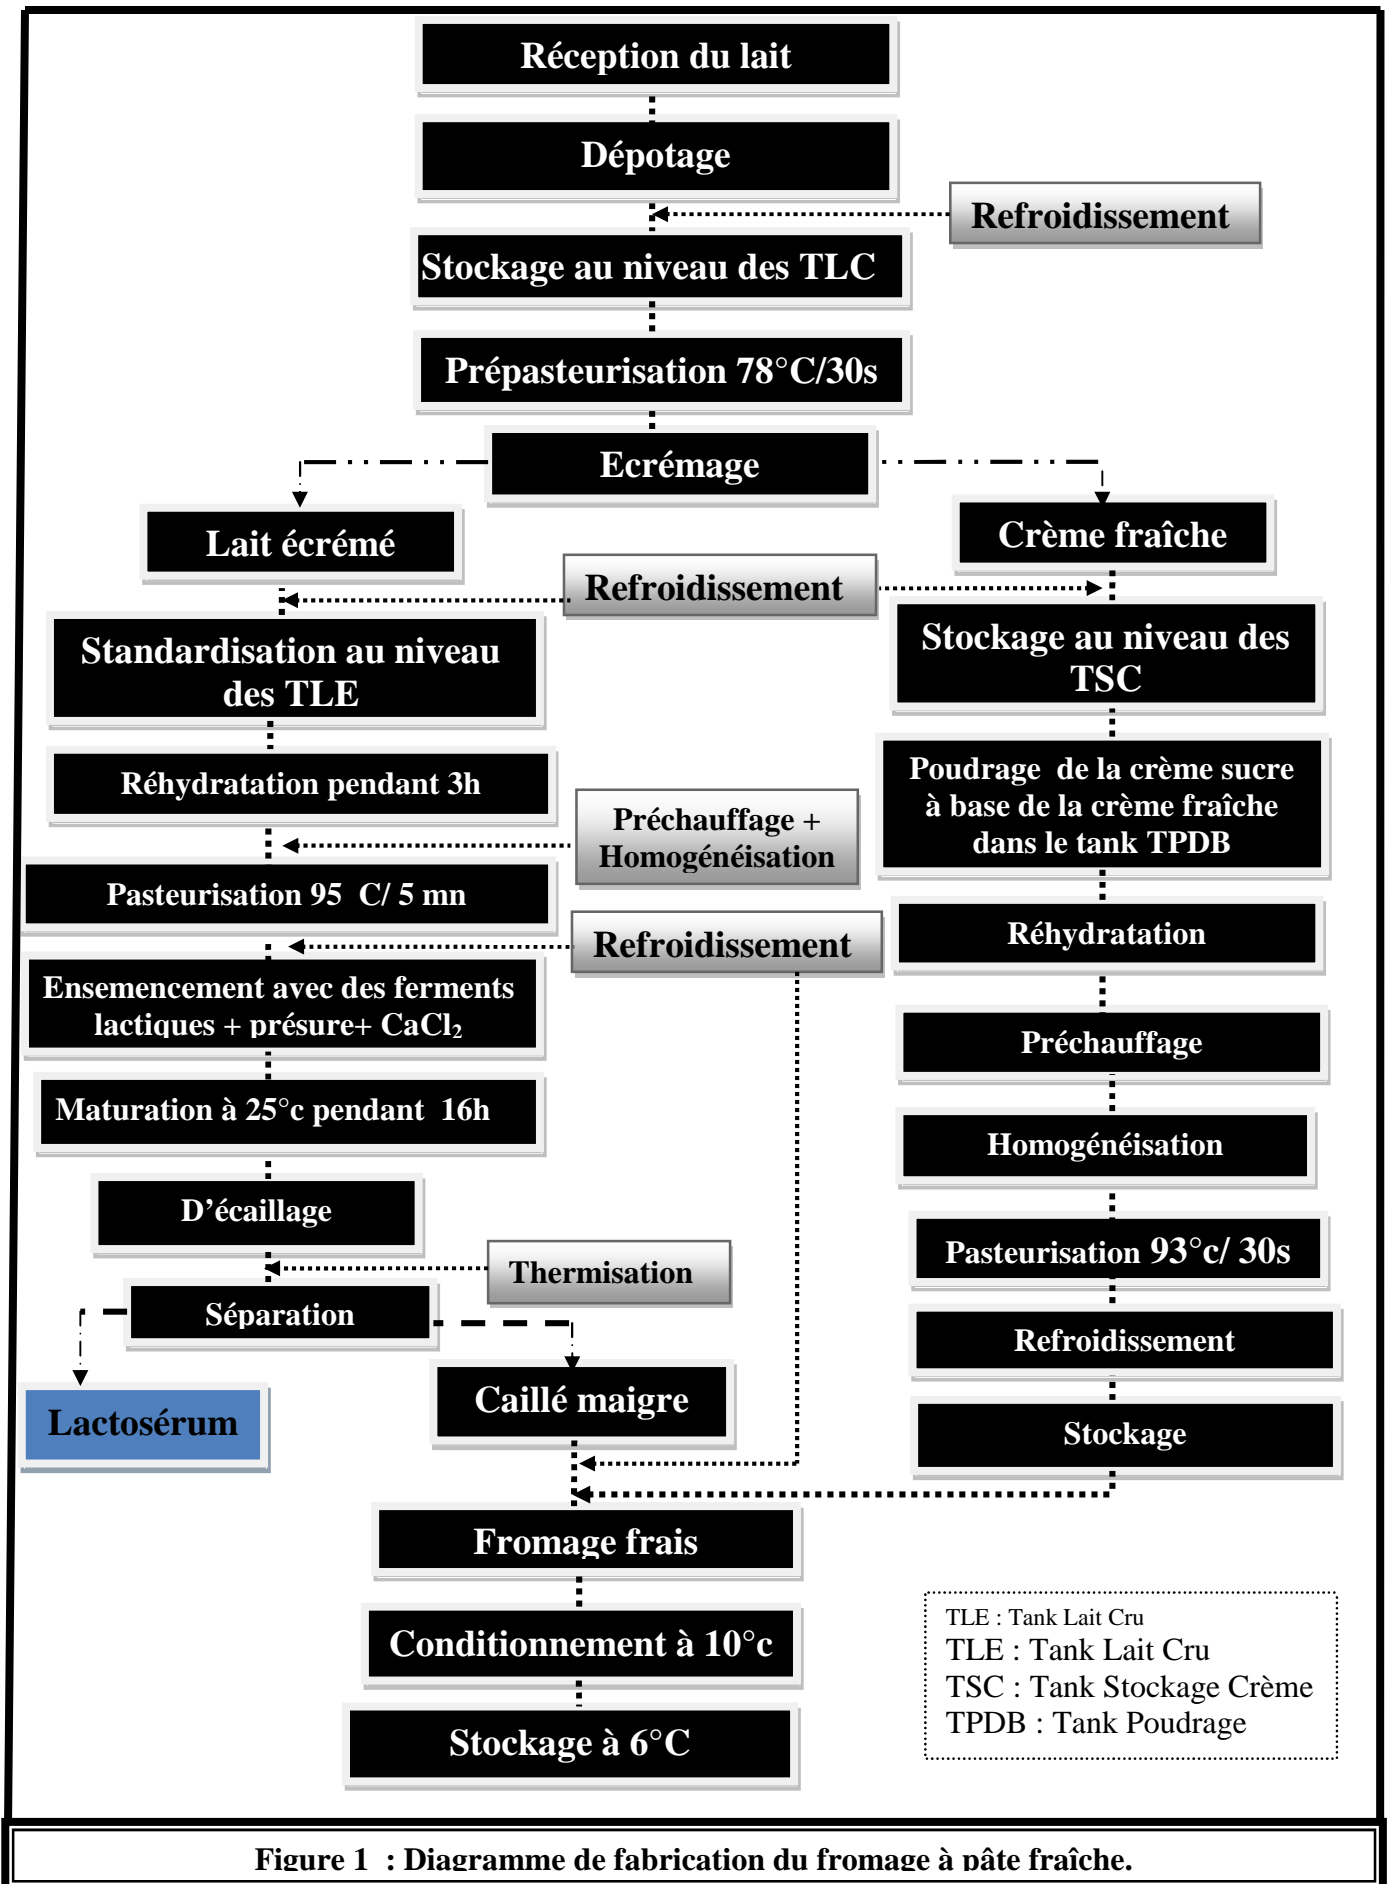 Réception du lait
Dépotage
Refroidissement
Stockage au niveau des TLC
Prépasteurisation 78°C/30s
Ecrémage
Lait écrémé
Crème fraîche
Refroidissement
Standardisation au niveau
des TLE
Stockage au niveau des
TSC
Réhydratation pendant 3h
Poudrage de la crème sucre
à base de la crème fraîche
dans le tank TPDB
Préchauffage +
Homogénéisation
Pasteurisation 95 C/ 5 mn
Réhydratation
Refroidissement
Ensemencement avec des ferments
lactiques + présure+ CaCl₂
Préchauffage
Maturation à 25°c pendant 16h
Homogénéisation
D’écaillage
Pasteurisation 93°c/ 30s
Thermisation
Séparation
Refroidissement
Lactosérum
Caillé maigre
Stockage
Fromage frais
Conditionnement à 10°c
Stockage à 6°C
TLE : Tank Lait Cru
TLE : Tank Lait Cru
TSC : Tank Stockage Crème
TPDB : Tank Poudrage
Figure 1 : Diagramme de fabrication du fromage à pâte fraîche.